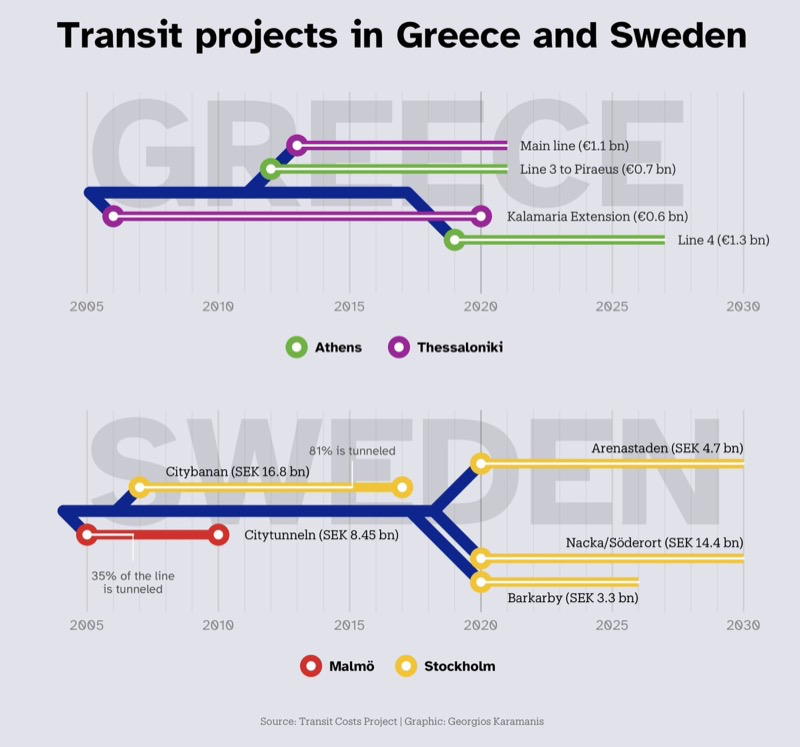 Transit projects in Greece and Sweden
GREECE
Main line (€1.1 bn)
Line 3 to Piraeus (€0.7 bn)
Kalamaria Extension (€0.6 bn)
Line 4 (€1.3 bn)
2005 2010 2015 2020 2025 2030
Athens Thessaloniki
SWEDEN
Arenastaden (SEK 4.7 bn)
81% is tunneled
Citybanan (SEK 16.8 bn)
Citytunneln (SEK 8.45 bn)
Nacka/Söderort (SEK 14.4 bn)
35% of the line
is tunneled
Barkarby (SEK 3.3 bn)
2005 2010 2015 2020 2025 2030
Malmö Stockholm
Source: Transit Costs Project | Graphic: Georgios Karamanis